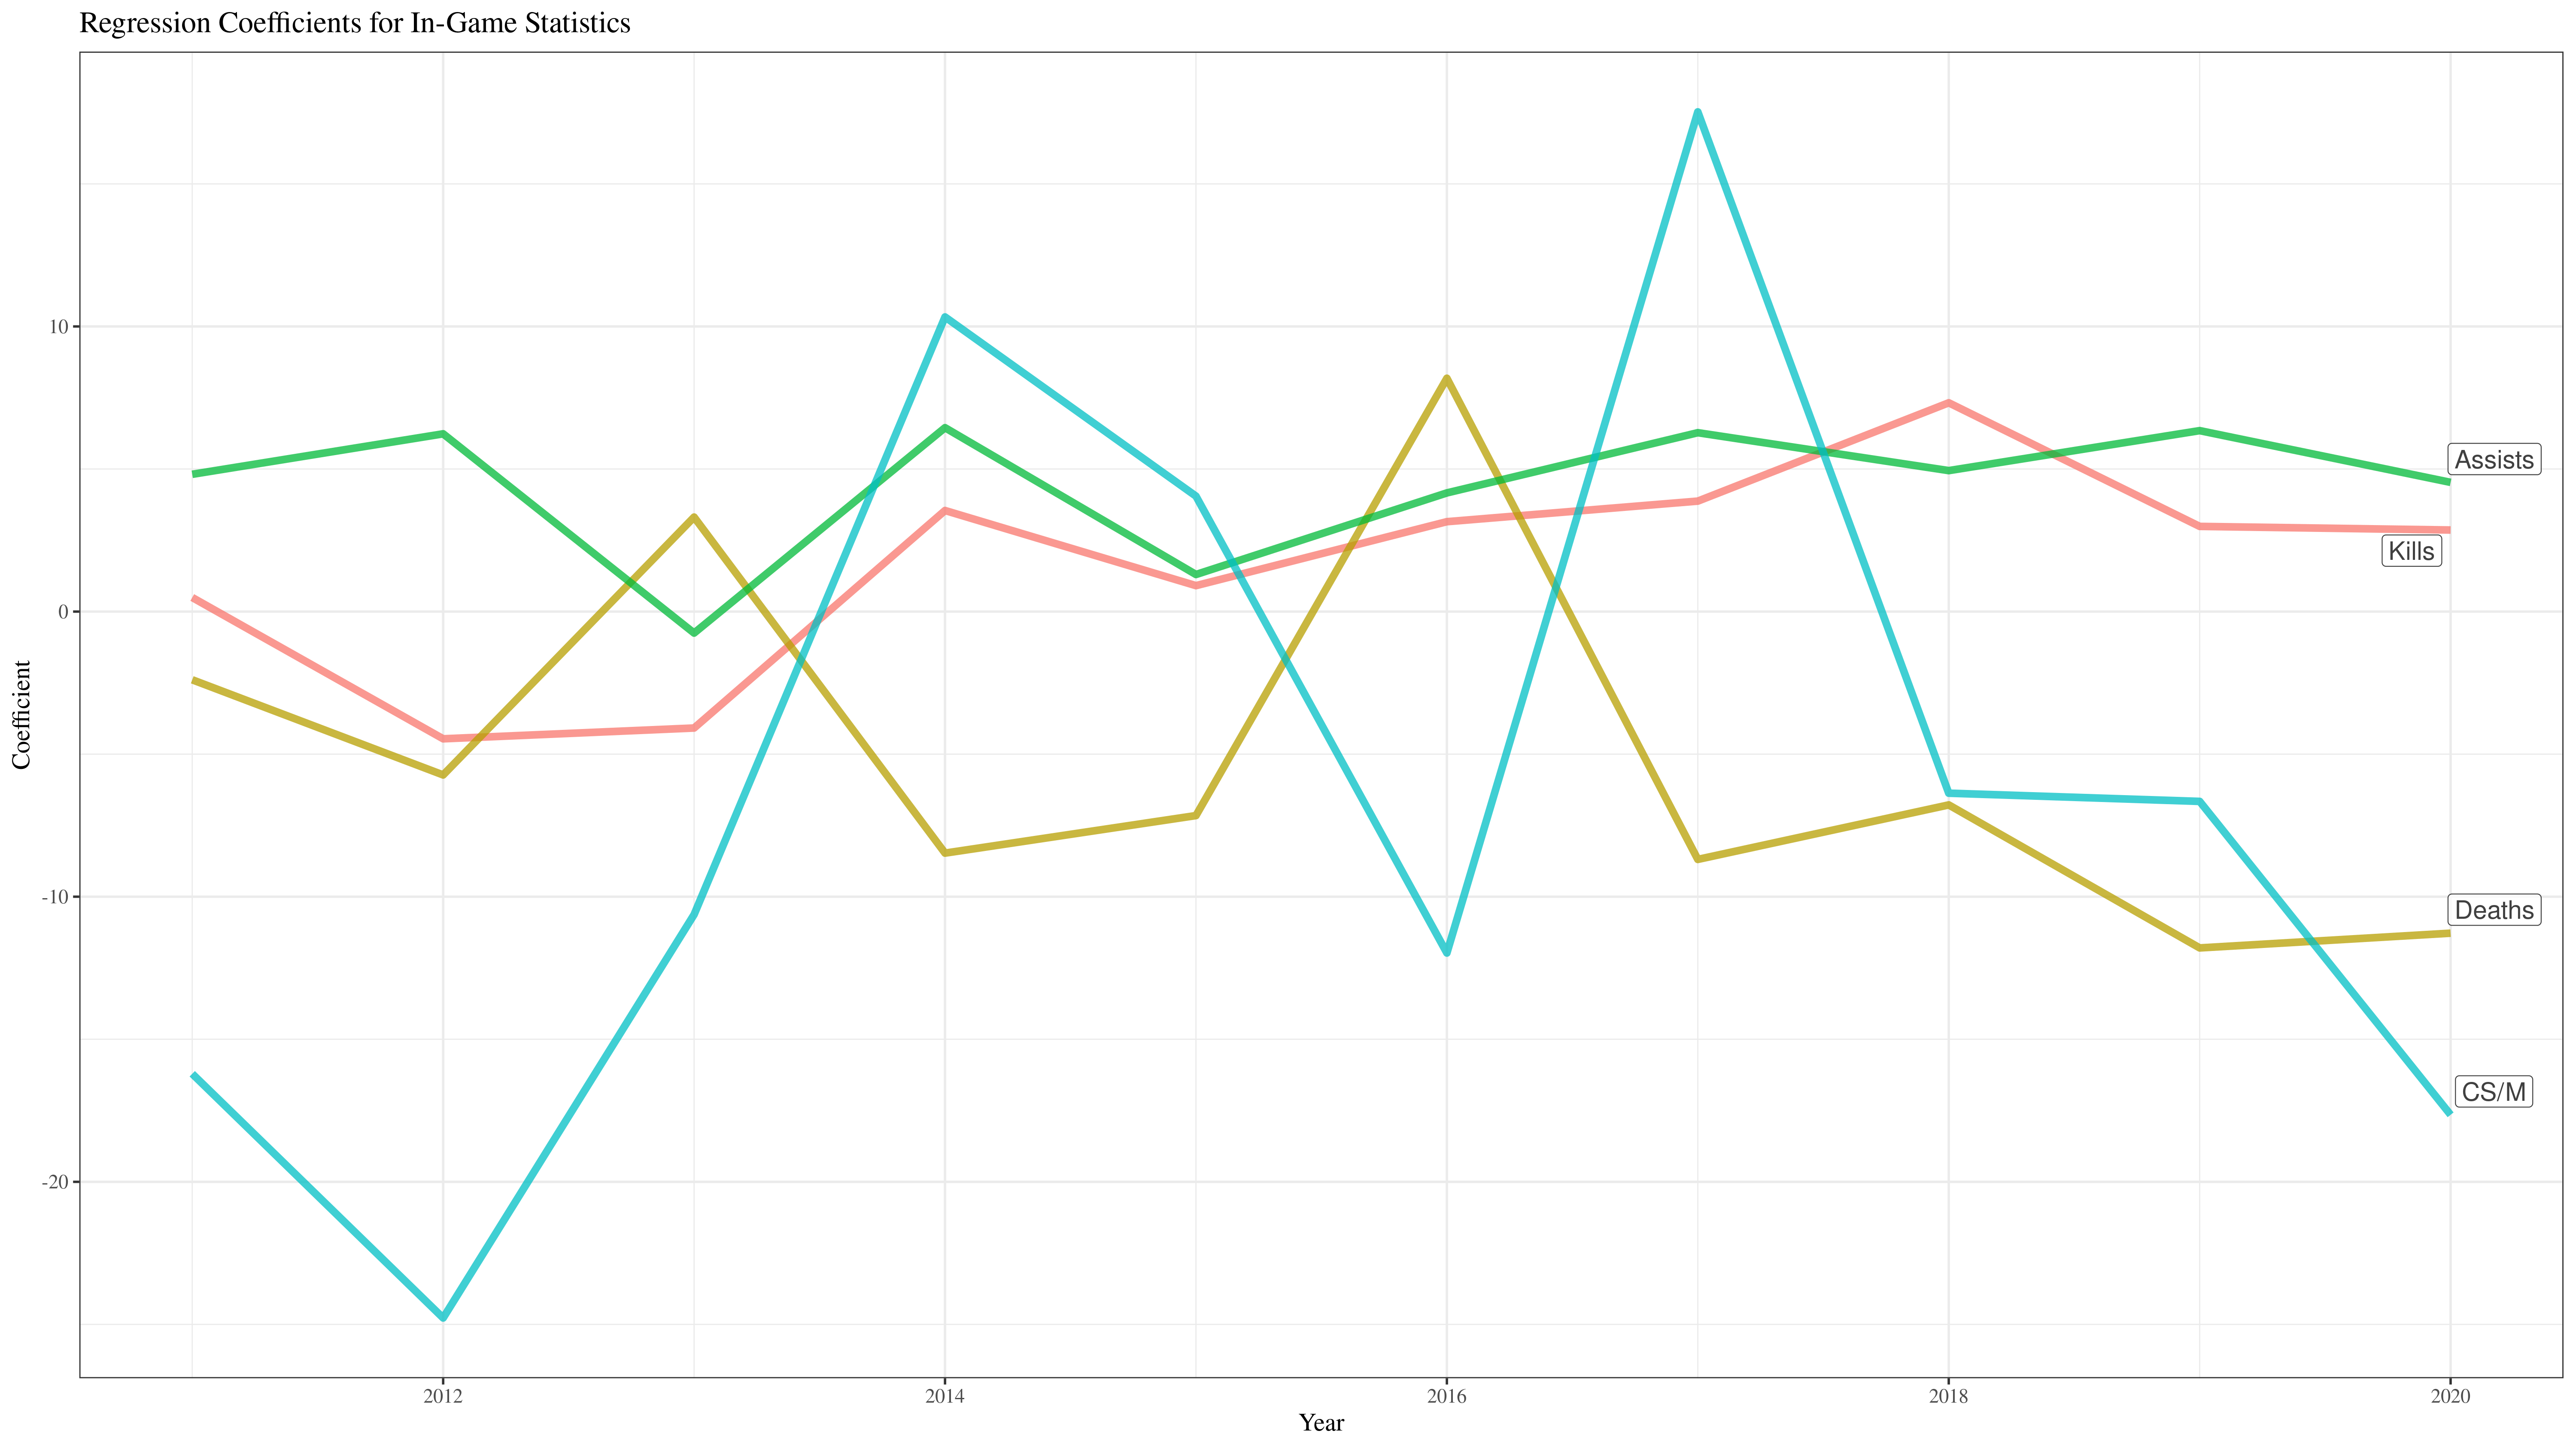 Regression Coefficients for In-Game Statistics
10
0
-10
-20
Coefficient
Assists
Kills
Deaths
CS/M
2012
2014
2016
2018
2020
Year